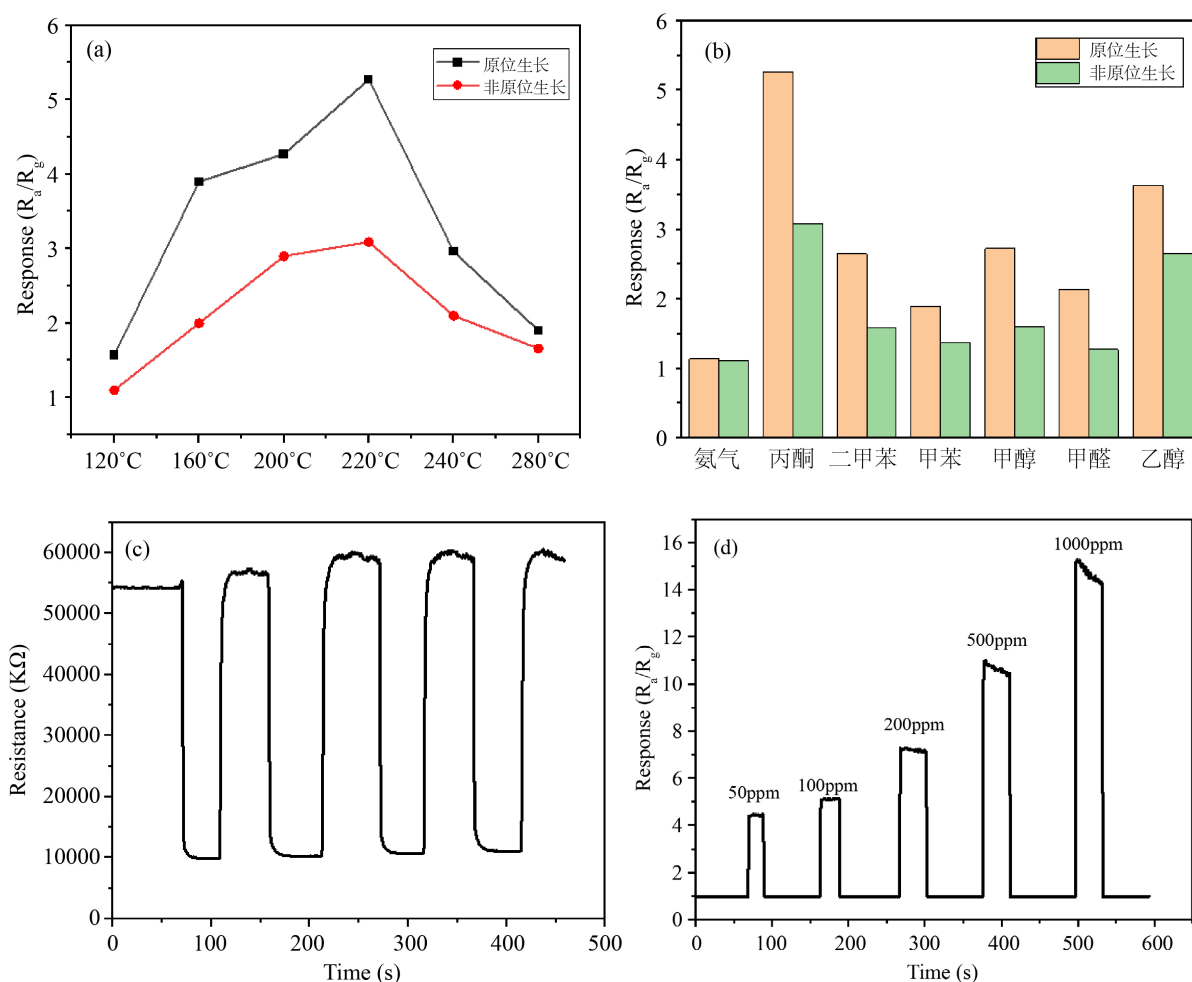 (a)
原位生长
非原位生长
Response (Ra/Rg)
6
5
4
3
2
1
120°C 160°C 200°C 220°C 240°C 280°C
(b)
原位生长
非原位生长
Response (Ra/Rg)
6
5
4
3
2
1
0
氨气 丙酮 二甲苯 甲苯 甲醇 甲醛 乙醇
(c)
Resistance (KΩ)
60000
50000
40000
30000
20000
10000
0
0 100 200 300 400 500
Time (s)
(d)
Response (Ra/Rg)
16
14
12
10
8
6
4
2
0
50ppm
100ppm
200ppm
500ppm
1000ppm
0 100 200 300 400 500 600
Time (s)